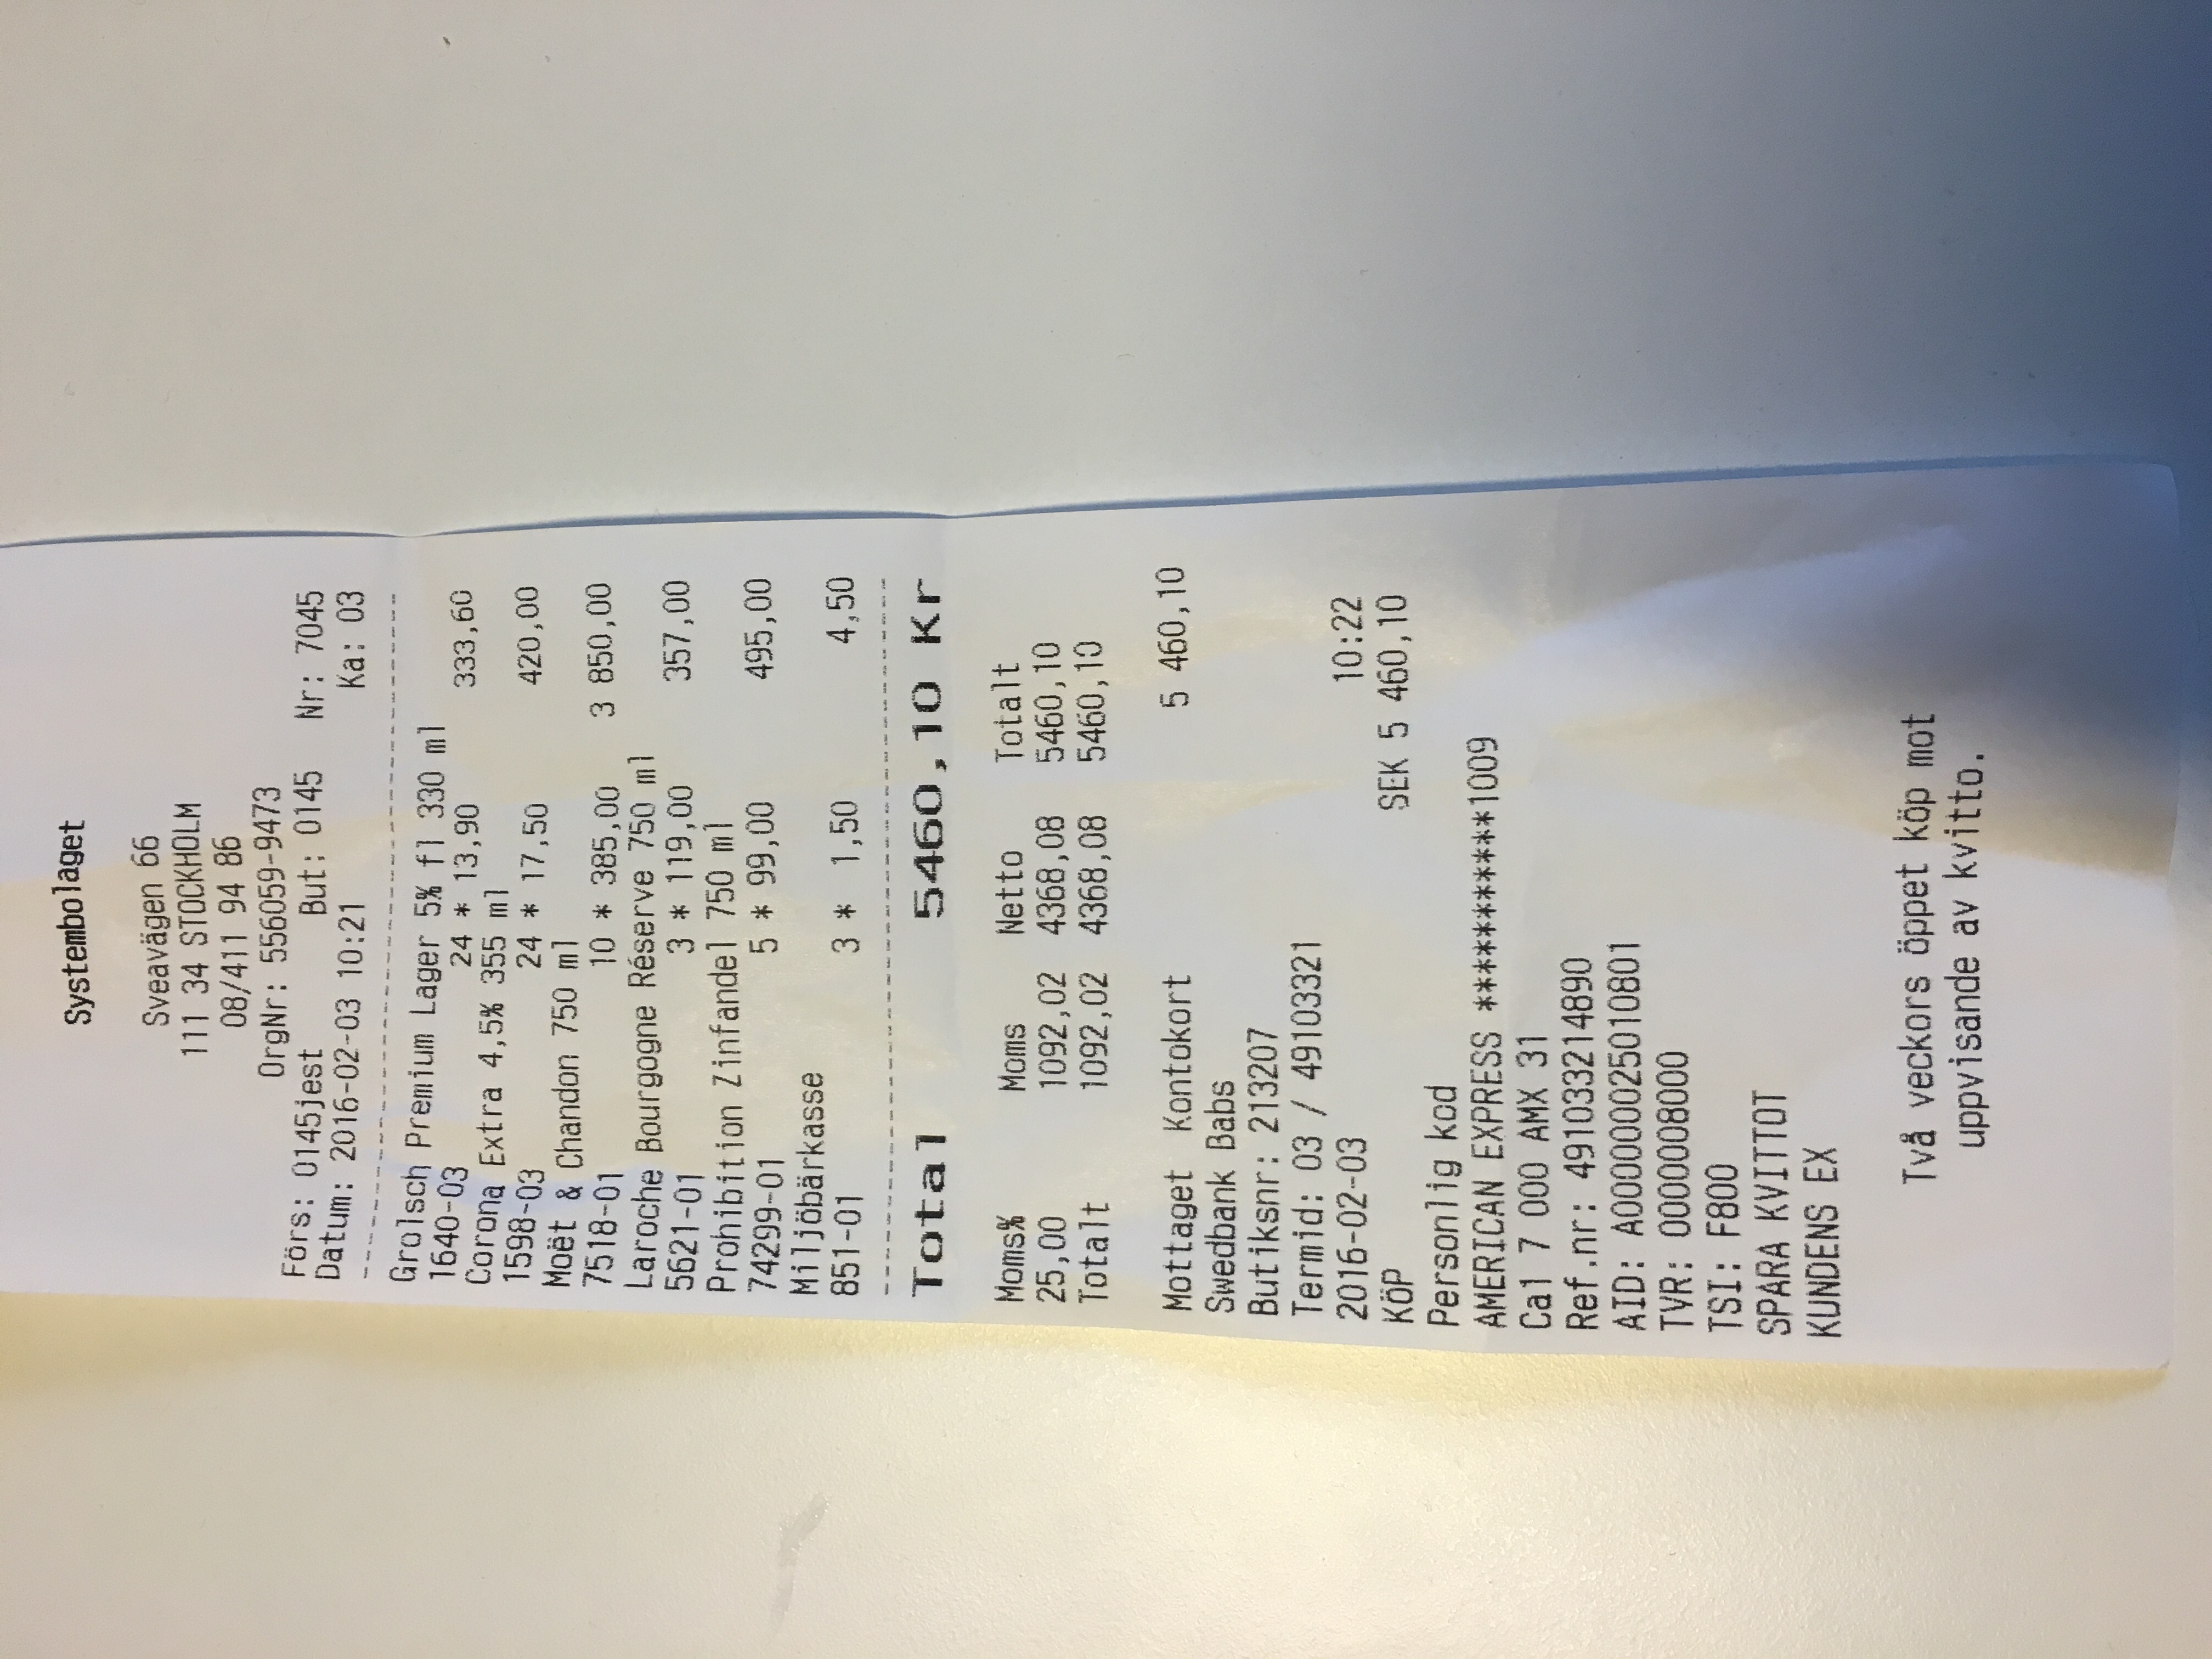 Systembolaget
Sveavägen 66
111 34 STOCKHOLM
08/411 94 86
OrgNr: 556059-9473
Förs: 0145jest But: 0145 Nr: 7045
Datum: 2016-02-03 10:21 Ka: 03
Grolsch Premium Lager 5% fl 330 ml
1640-03 24 * 13,90 333,60
Corona Extra 4,5% 355 ml
1598-03 24 * 17,50 420,00
Moët & Chandon 750 ml
7518-01 10 * 385,00 3 850,00
Laroche Bourgogne Réserve 750 ml
5621-01 3 * 119,00 357,00
Prohibition Zinfandel 750 ml
74299-01 5 * 99,00 495,00
Miljöbärkasse
851-01 3 * 1,50 4,50
Total 5460,10 Kr
Moms% Moms Netto Totalt
25,00 1092,02 4368,08 5460,10
Totalt 1092,02 4368,08 5460,10
Mottaget Kontokort 5 460,10
Swedbank Babs
Butiksnr: 213207
Termid: 03 / 49103321
2016-02-03 10:22
KÖP SEK 5 460,10
Personlig kod
AMERICAN EXPRESS ***********1009
Ca1 7 000 AMX 31
Ref.nr: 491033214890
AID: A000000025010801
TVR: 0000008000
TSI: F800
SPARA KVITTOT
KUNDENS EX
Två veckors öppet köp mot
uppvisande av kvitto.